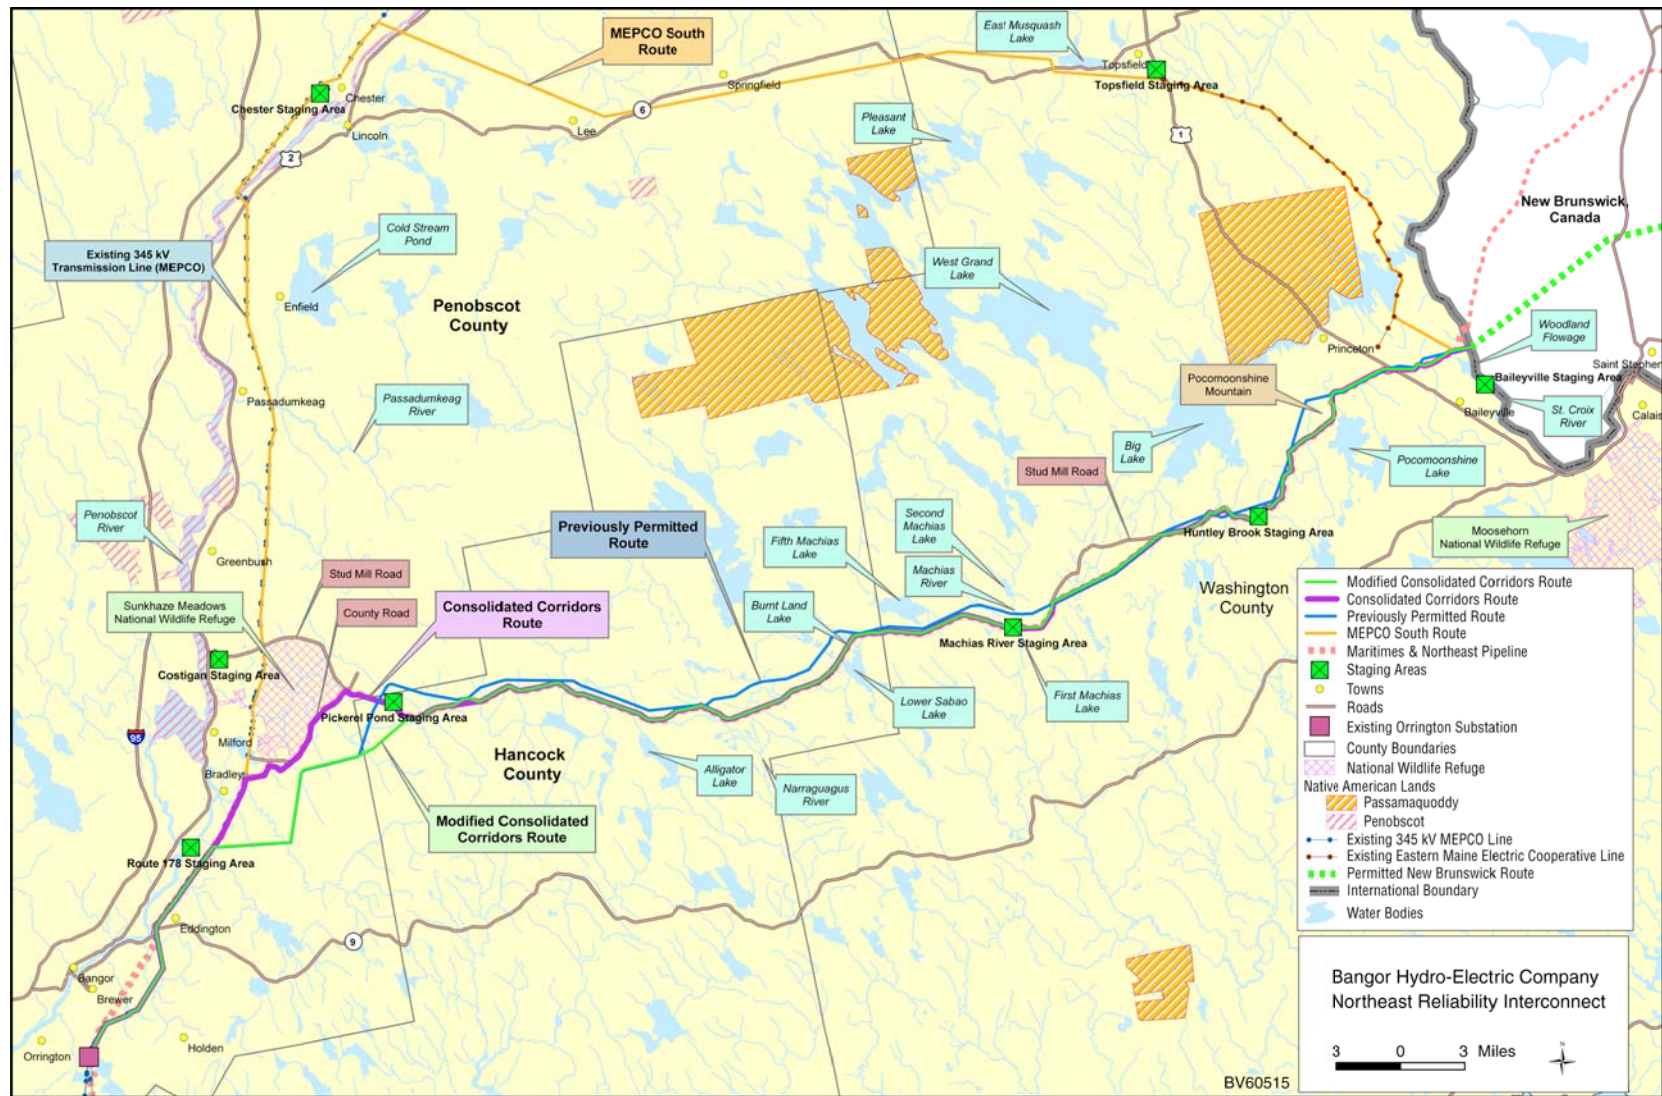 MEPCO South
Route
East Musquash
Lake
Topsfield
Topsfield Staging Area
Springfield
Chester
Chester Staging Area
Lincoln
Lee
6
2
1
Pleasant
Lake
New Brunswick,
Canada
Cold Stream
Pond
Existing 345 kV
Transmission Line (MEPCO)
West Grand
Lake
Enfield
Penobscot
County
Woodland
Flowage
Princeton
Saint Stephen
Baileyville Staging Area
Pocomoonshine
Mountain
Passadumkeag
Passadumkeag
River
Baileyville
St. Croix
River
Calais
Big
Lake
Pocomoonshine
Lake
Stud Mill Road
Penobscot
River
Previously Permitted
Route
Second
Machias
Lake
Fifth Machias
Lake
Huntley Brook Staging Area
Moosehorn
National Wildlife Refuge
Greenbush
Stud Mill Road
Machias
River
Washington
County
Sunkhaze Meadows
National Wildlife Refuge
County Road
Consolidated Corridors
Route
Burnt Land
Lake
Machias River Staging Area
Costigan Staging Area
Lower Sabao
Lake
First Machias
Lake
Pickerel Pond Staging Area
95
Milford
Hancock
County
Bradley
Alligator
Lake
Narraguagus
River
Modified Consolidated
Corridors Route
Route 178 Staging Area
Eddington
9
Bangor
Brewer
Orrington
Holden
Modified Consolidated Corridors Route
Consolidated Corridors Route
Previously Permitted Route
MEPCO South Route
Maritimes & Northeast Pipeline
Staging Areas
Towns
Roads
Existing Orrington Substation
County Boundaries
National Wildlife Refuge
Native American Lands
Passamaquoddy
Penobscot
Existing 345 kV MEPCO Line
Existing Eastern Maine Electric Cooperative Line
Permitted New Brunswick Route
International Boundary
Water Bodies
Bangor Hydro-Electric Company
Northeast Reliability Interconnect
3 0 3 Miles
N
BV60515